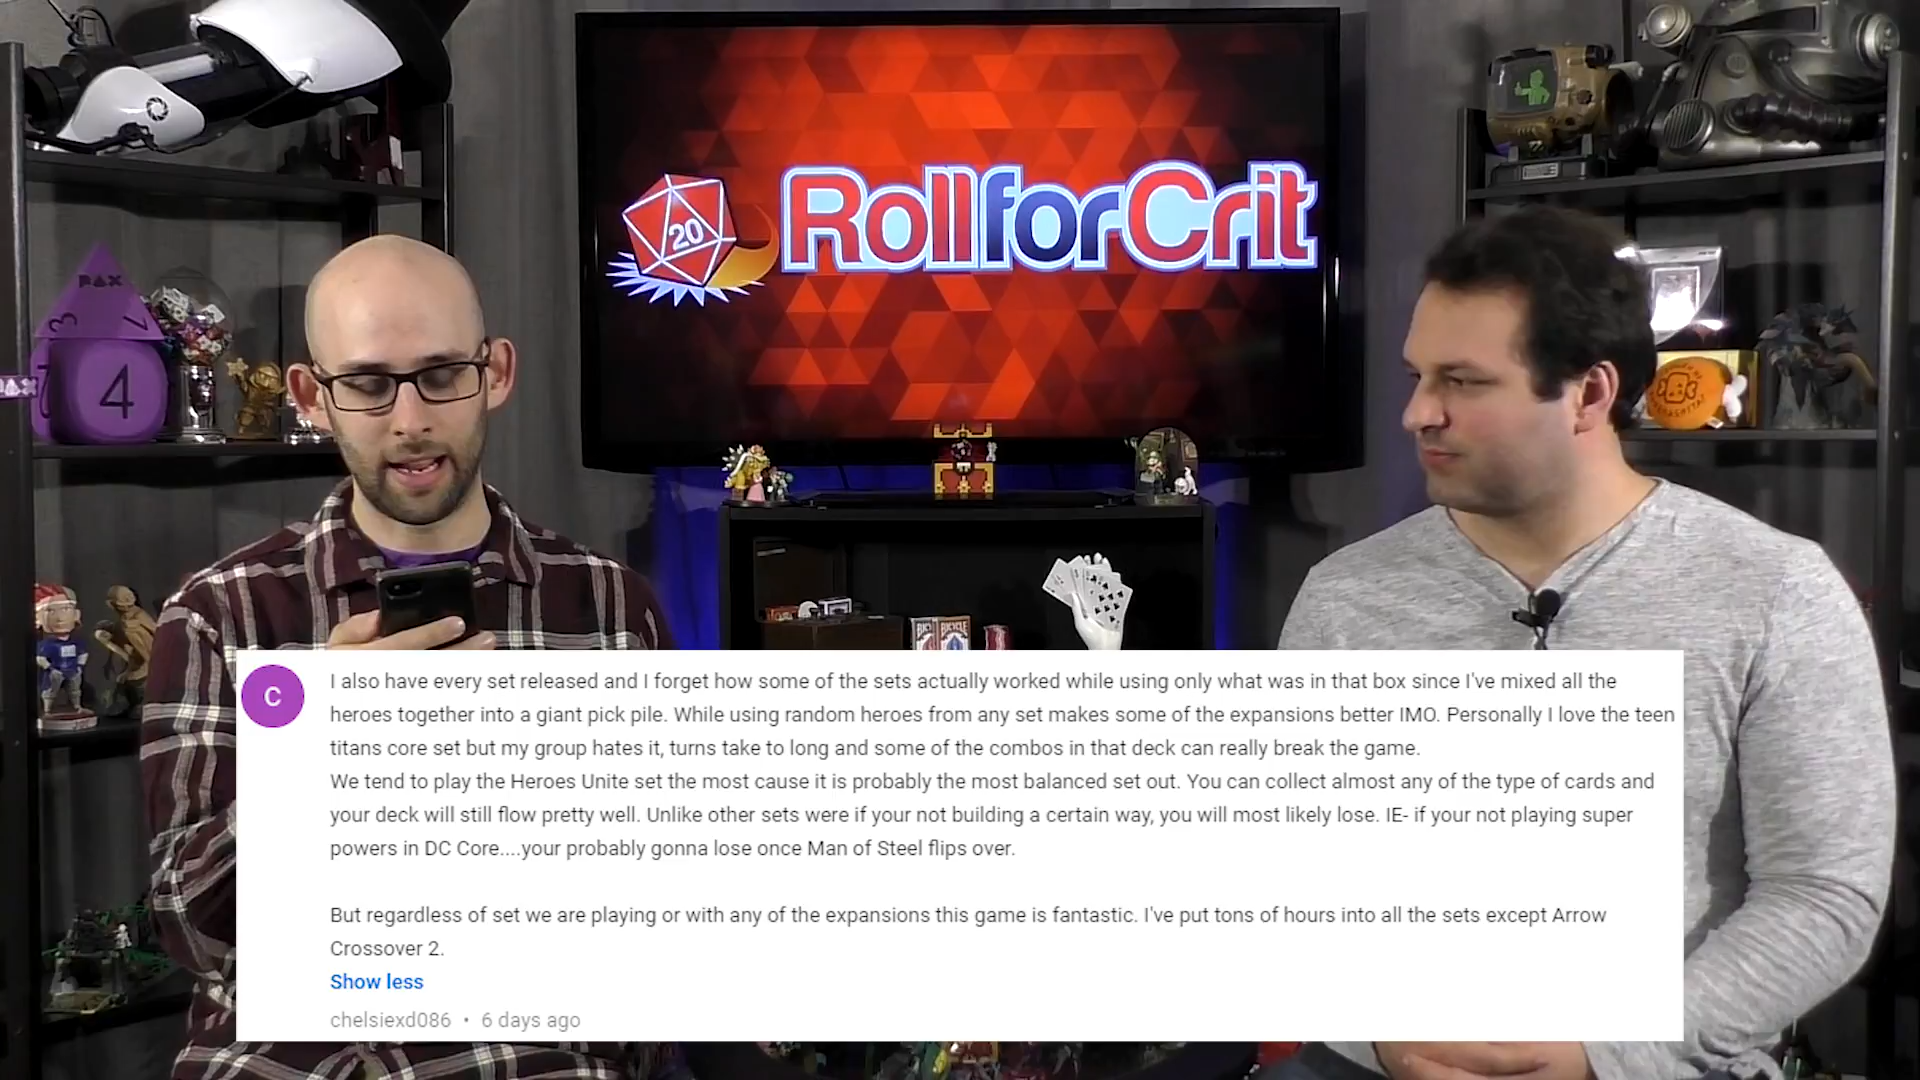 PAX
3
4
PAX
20
RollforCrit
BICYCLE
C
I also have every set released and I forget how some of the sets actually worked while using only what was in that box since I've mixed all the
heroes together into a giant pick pile. While using random heroes from any set makes some of the expansions better IMO. Personally I love the teen
titans core set but my group hates it, turns take to long and some of the combos in that deck can really break the game.
We tend to play the Heroes Unite set the most cause it is probably the most balanced set out. You can collect almost any of the type of cards and
your deck will still flow pretty well. Unlike other sets were if your not building a certain way, you will most likely lose. IE- if your not playing super
powers in DC Core....your probably gonna lose once Man of Steel flips over.
But regardless of set we are playing or with any of the expansions this game is fantastic. I've put tons of hours into all the sets except Arrow
Crossover 2.
Show less
chelsiexd086 • 6 days ago